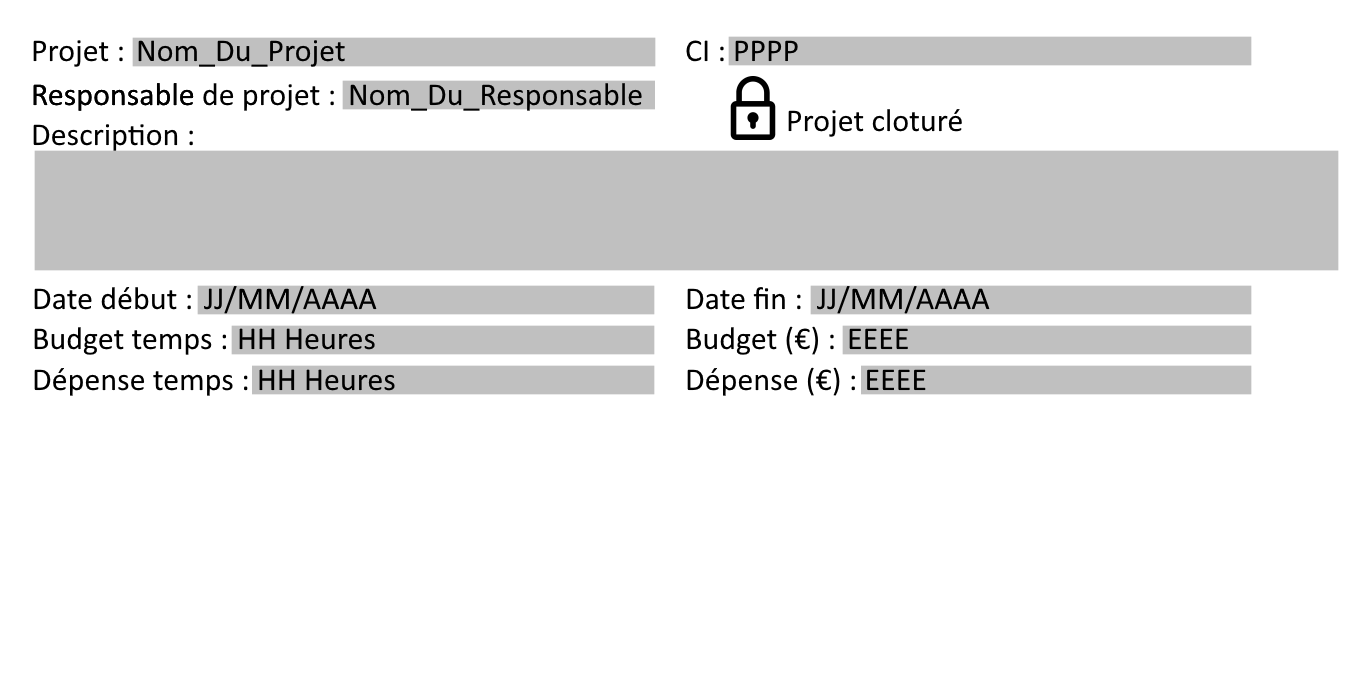 Projet : Nom_Du_Projet
CI : PPPP
Responsable de projet : Nom_Du_Responsable
Projet cloturé
Description :
Date début : JJ/MM/AAAA
Date fin : JJ/MM/AAAA
Budget temps : HH Heures
Budget (€) : EEEE
Dépense temps : HH Heures
Dépense (€) : EEEE